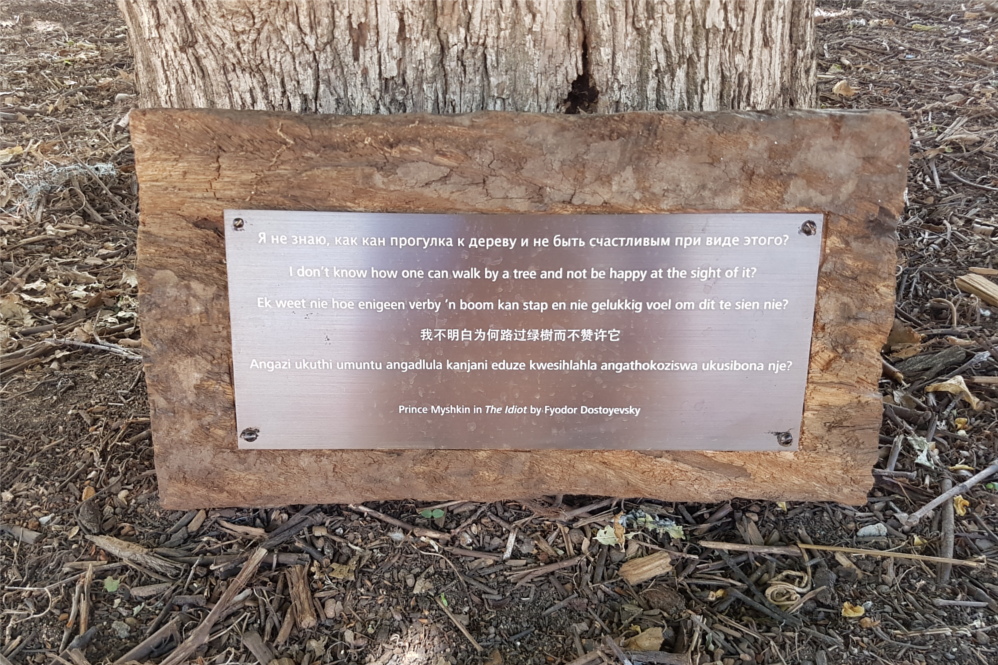 Я не знаю, как кан прогулка к дереву и не быть счастливым при виде этого?
I don't know how one can walk by a tree and not be happy at the sight of it?
Ek weet nie hoe enigeen verby 'n boom kan stap en nie gelukkig voel om dit te sien nie?
我不明白为何路过绿樹而不赞许它
Angazi ukuthi umuntu angadlula kanjani eduze kwesihlahla angathokoziswa ukusibona nje?
Prince Myshkin in The Idiot by Fyodor Dostoyevsky